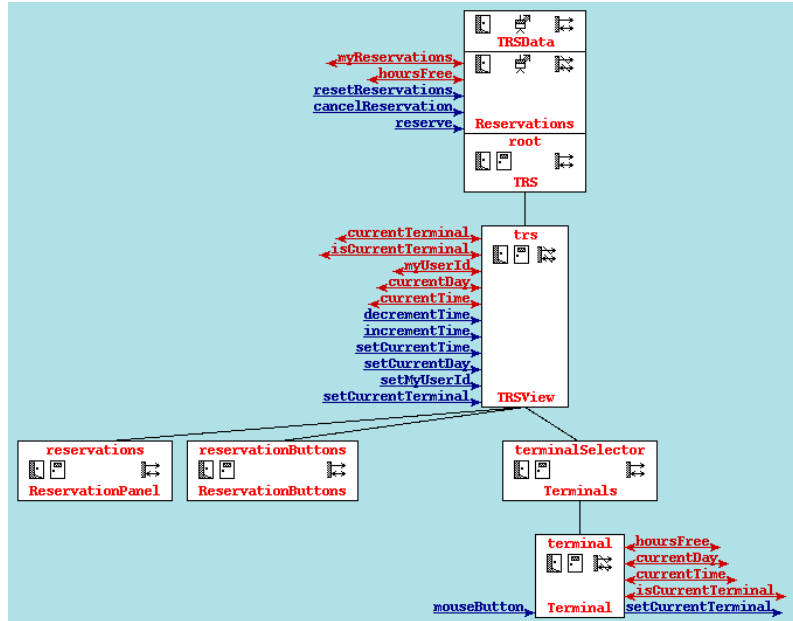 TRSData
myReservations
hoursFree
resetReservations
cancelReservation
reserve
Reservations
root
TRS
currentTerminal
trs
isCurrentTerminal
myUserId
currentDay
currentTime
decrementTime
incrementTime
setCurrentTime
setCurrentDay
setMyUserId
setCurrentTerminal
TRSView
reservations
reservationButtons
terminalSelector
ReservationPanel
ReservationButtons
Terminals
terminal
hoursFree
currentDay
currentTime
isCurrentTerminal
mouseButton
Terminal
setCurrentTerminal